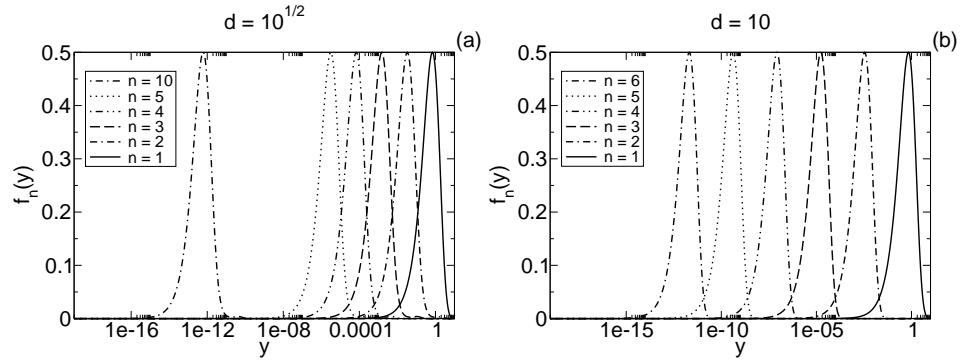 d = 10^1/2
(a)
f_n(y)
0.5
0.4
0.3
0.2
0.1
0
n = 10
n = 5
n = 4
n = 3
n = 2
n = 1
1e-16 1e-12 1e-08 0.0001 1
y
d = 10
(b)
f_n(y)
0.5
0.4
0.3
0.2
0.1
0
n = 6
n = 5
n = 4
n = 3
n = 2
n = 1
1e-15 1e-10 1e-05 1
y